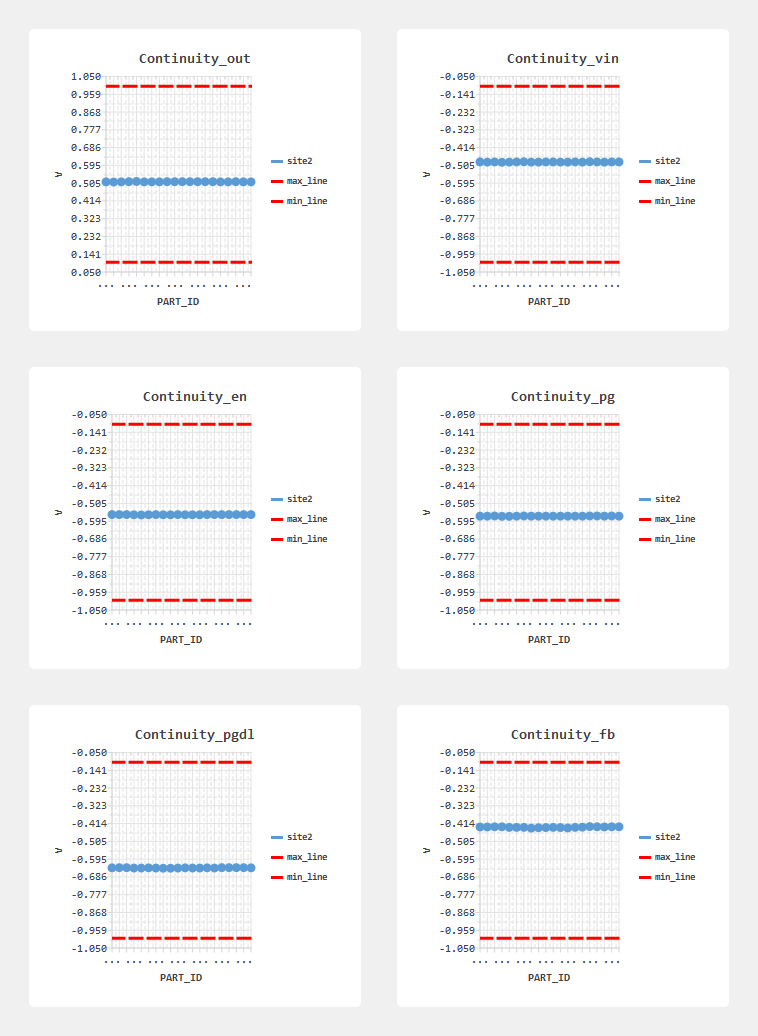 Continuity_out
1.050
0.959
0.868
0.777
0.686
0.595
0.505
0.414
0.323
0.232
0.141
0.050
V
... ... ... ... ... ... ...
PART_ID
site2
max_line
min_line
Continuity_vin
-0.050
-0.141
-0.232
-0.323
-0.414
-0.505
-0.595
-0.686
-0.777
-0.868
-0.959
-1.050
V
... ... ... ... ... ... ...
PART_ID
site2
max_line
min_line
Continuity_en
-0.050
-0.141
-0.232
-0.323
-0.414
-0.505
-0.595
-0.686
-0.777
-0.868
-0.959
-1.050
V
... ... ... ... ... ... ...
PART_ID
site2
max_line
min_line
Continuity_pg
-0.050
-0.141
-0.232
-0.323
-0.414
-0.505
-0.595
-0.686
-0.777
-0.868
-0.959
-1.050
V
... ... ... ... ... ... ...
PART_ID
site2
max_line
min_line
Continuity_pgdl
-0.050
-0.141
-0.232
-0.323
-0.414
-0.505
-0.595
-0.686
-0.777
-0.868
-0.959
-1.050
V
... ... ... ... ... ... ...
PART_ID
site2
max_line
min_line
Continuity_fb
-0.050
-0.141
-0.232
-0.323
-0.414
-0.505
-0.595
-0.686
-0.777
-0.868
-0.959
-1.050
V
... ... ... ... ... ... ...
PART_ID
site2
max_line
min_line